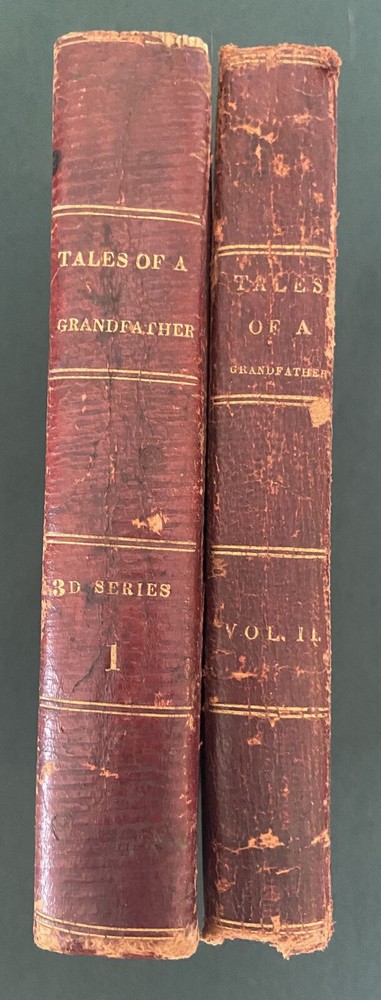 TALES OF A
GRANDFATHER
3D SERIES
1
TALES
OF A
GRANDFATHER
VOL. II.